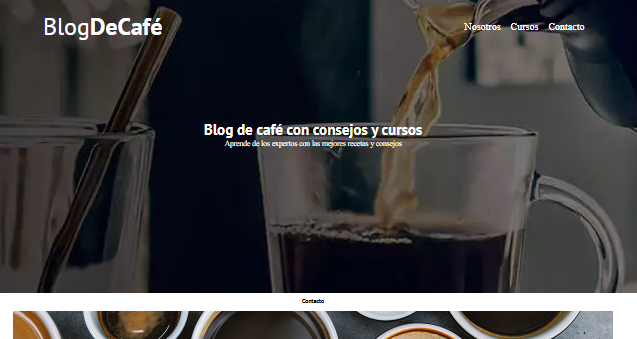 BlogDeCafé
Nosotros Cursos Contacto
Blog de café con consejos y cursos
Aprende de los expertos con las mejores recetas y consejos
Contacto